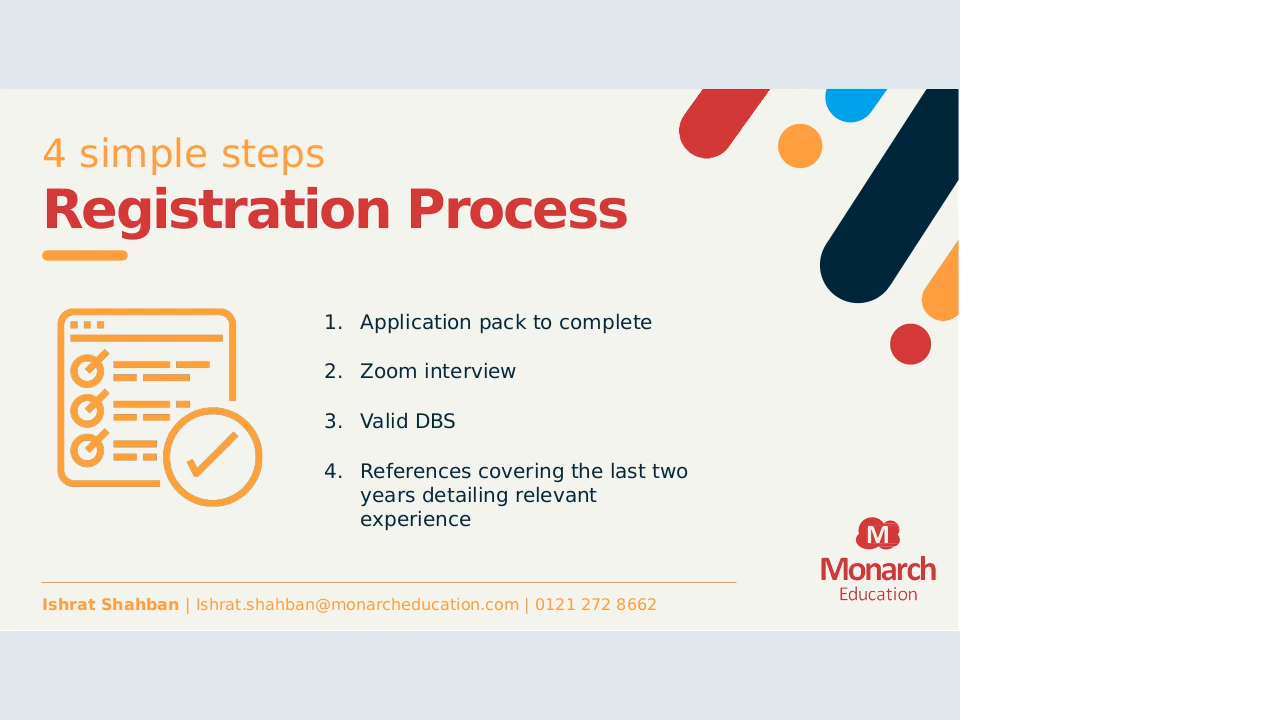 4 simple steps
Registration Process
1. Application pack to complete
2. Zoom interview
3. Valid DBS
4. References covering the last two
years detailing relevant
experience
M
Monarch
Education
Ishrat Shahban | Ishrat.shahban@monarcheducation.com | 0121 272 8662